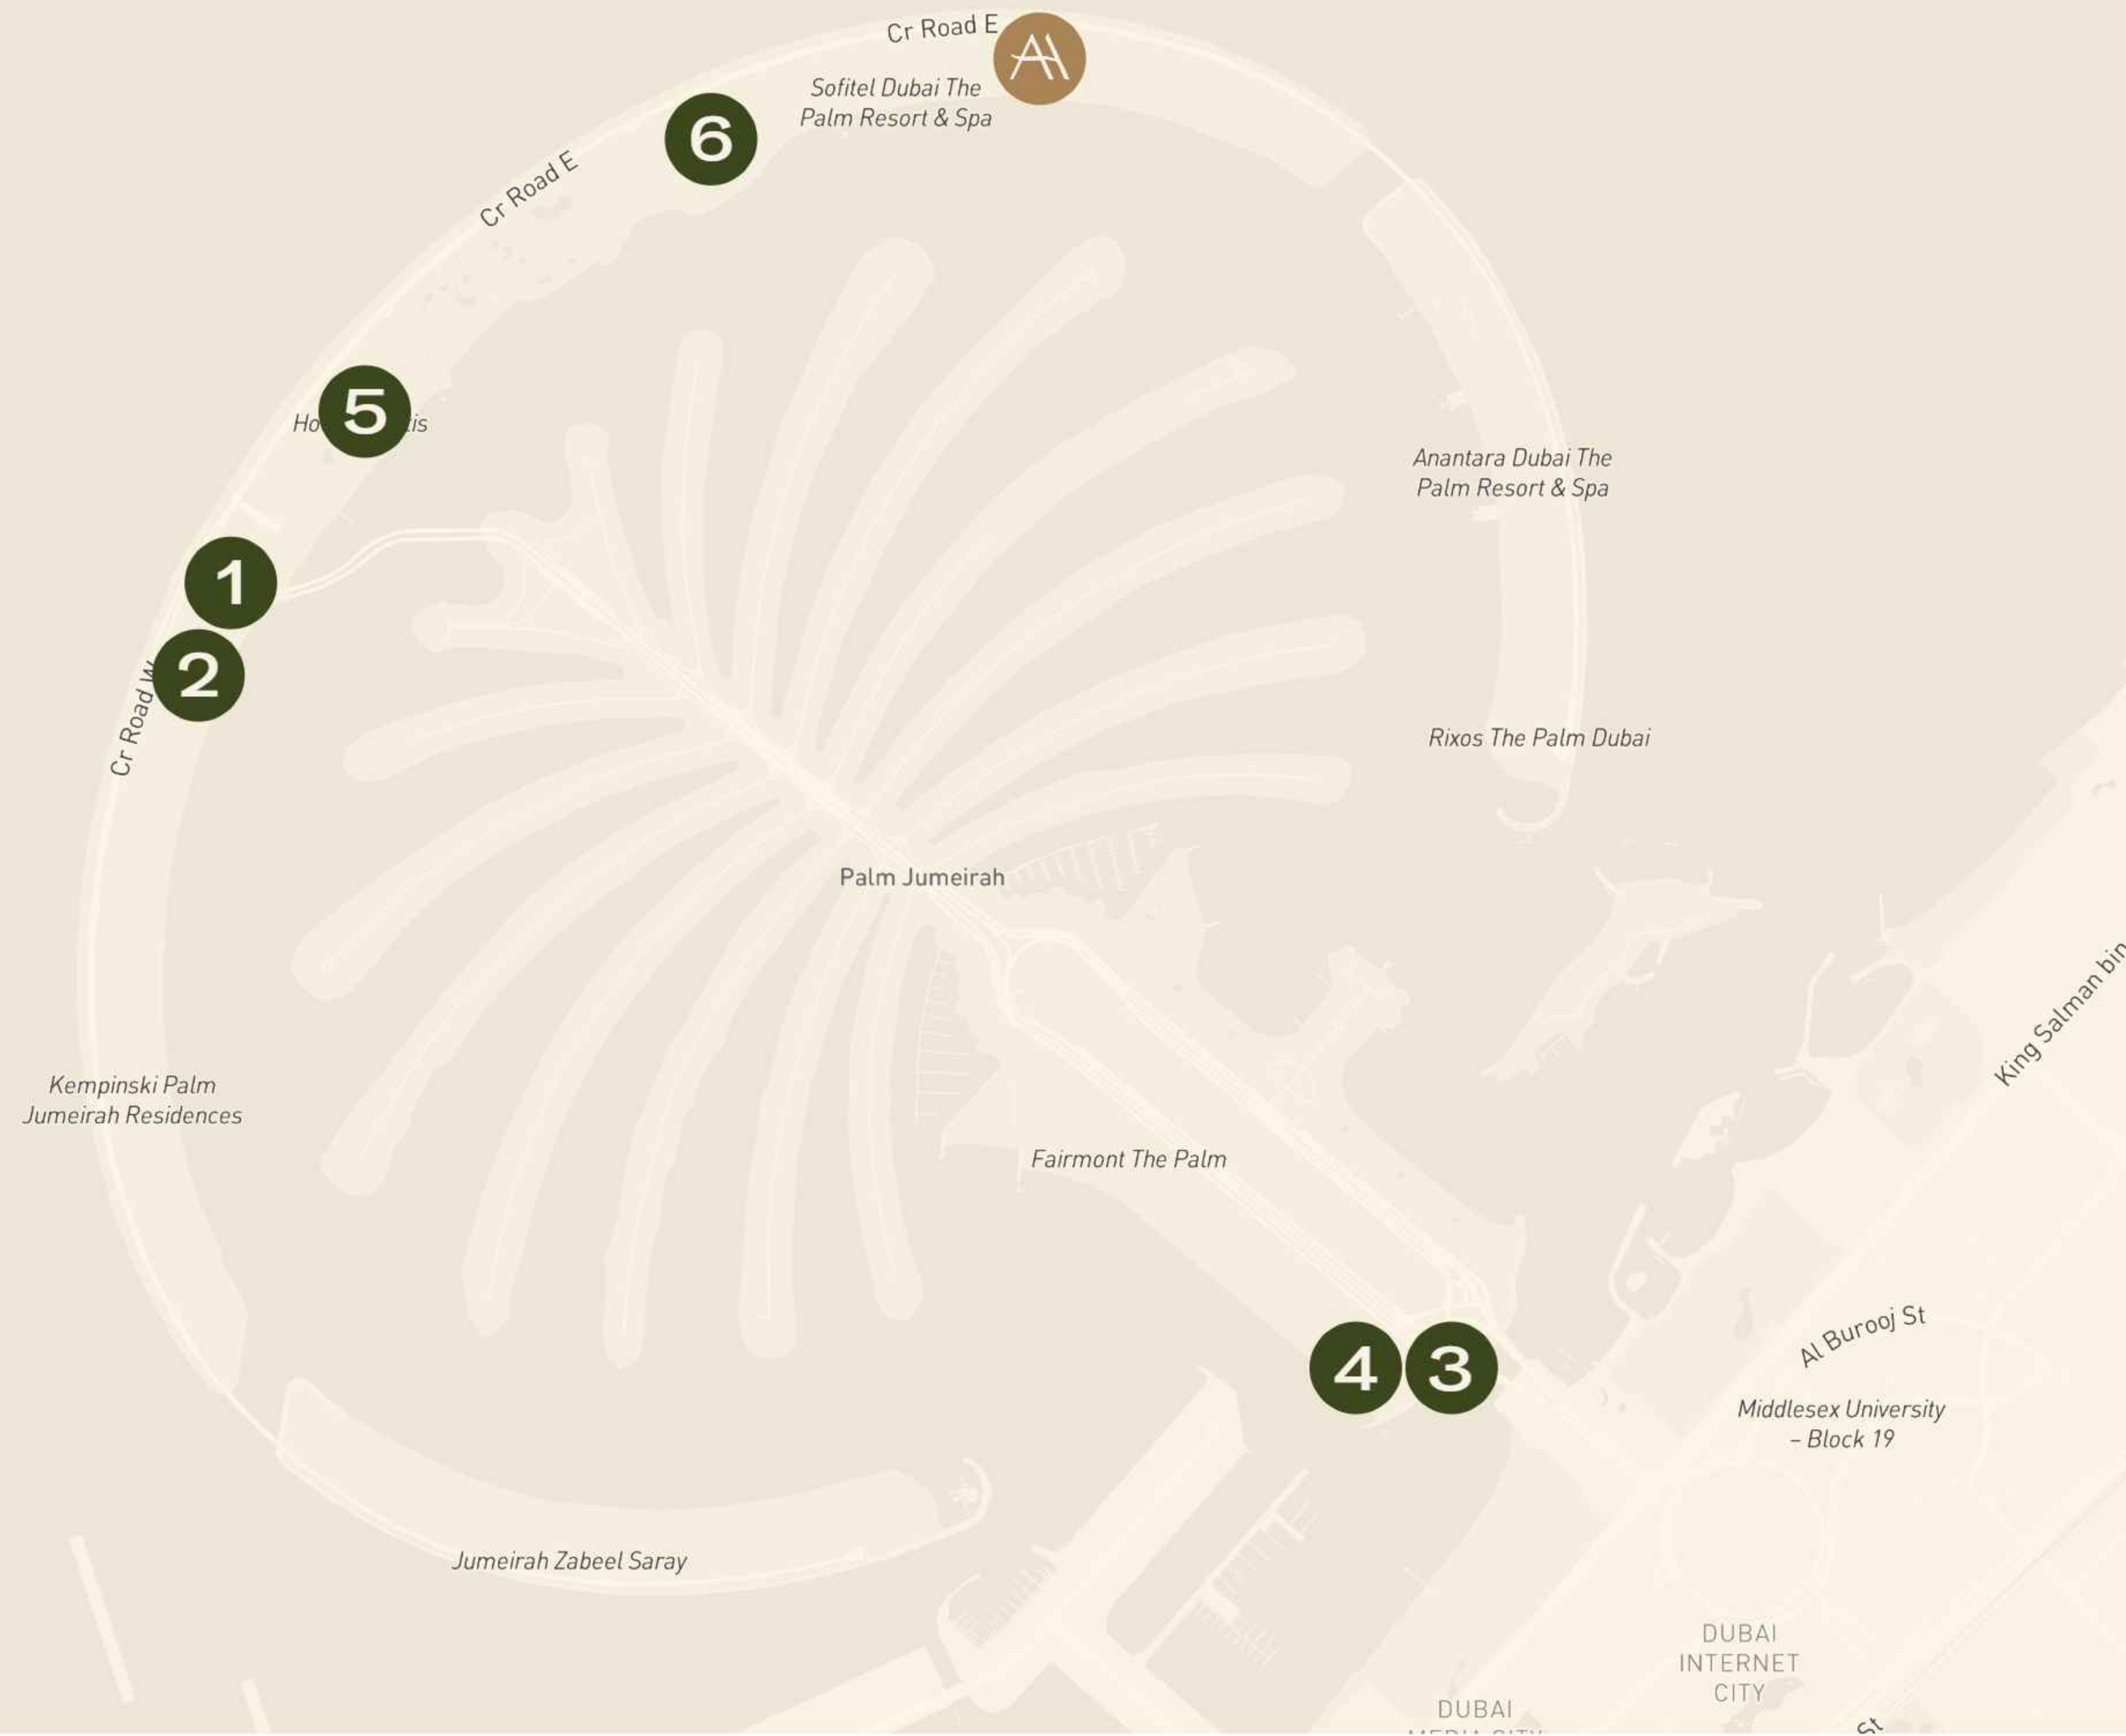 Cr Road E
Sofitel Dubai The
Palm Resort & Spa
6
Cr Road E
5
Anantara Dubai The
Palm Resort & Spa
1
2
Cr Road W
Rixos The Palm Dubai
Palm Jumeirah
King Salman bin
Kempinski Palm
Jumeirah Residences
Fairmont The Palm
Al Burooj St
4
3
Middlesex University
– Block 19
Jumeirah Zabeel Saray
DUBAI
INTERNET
CITY
DUBAI
St